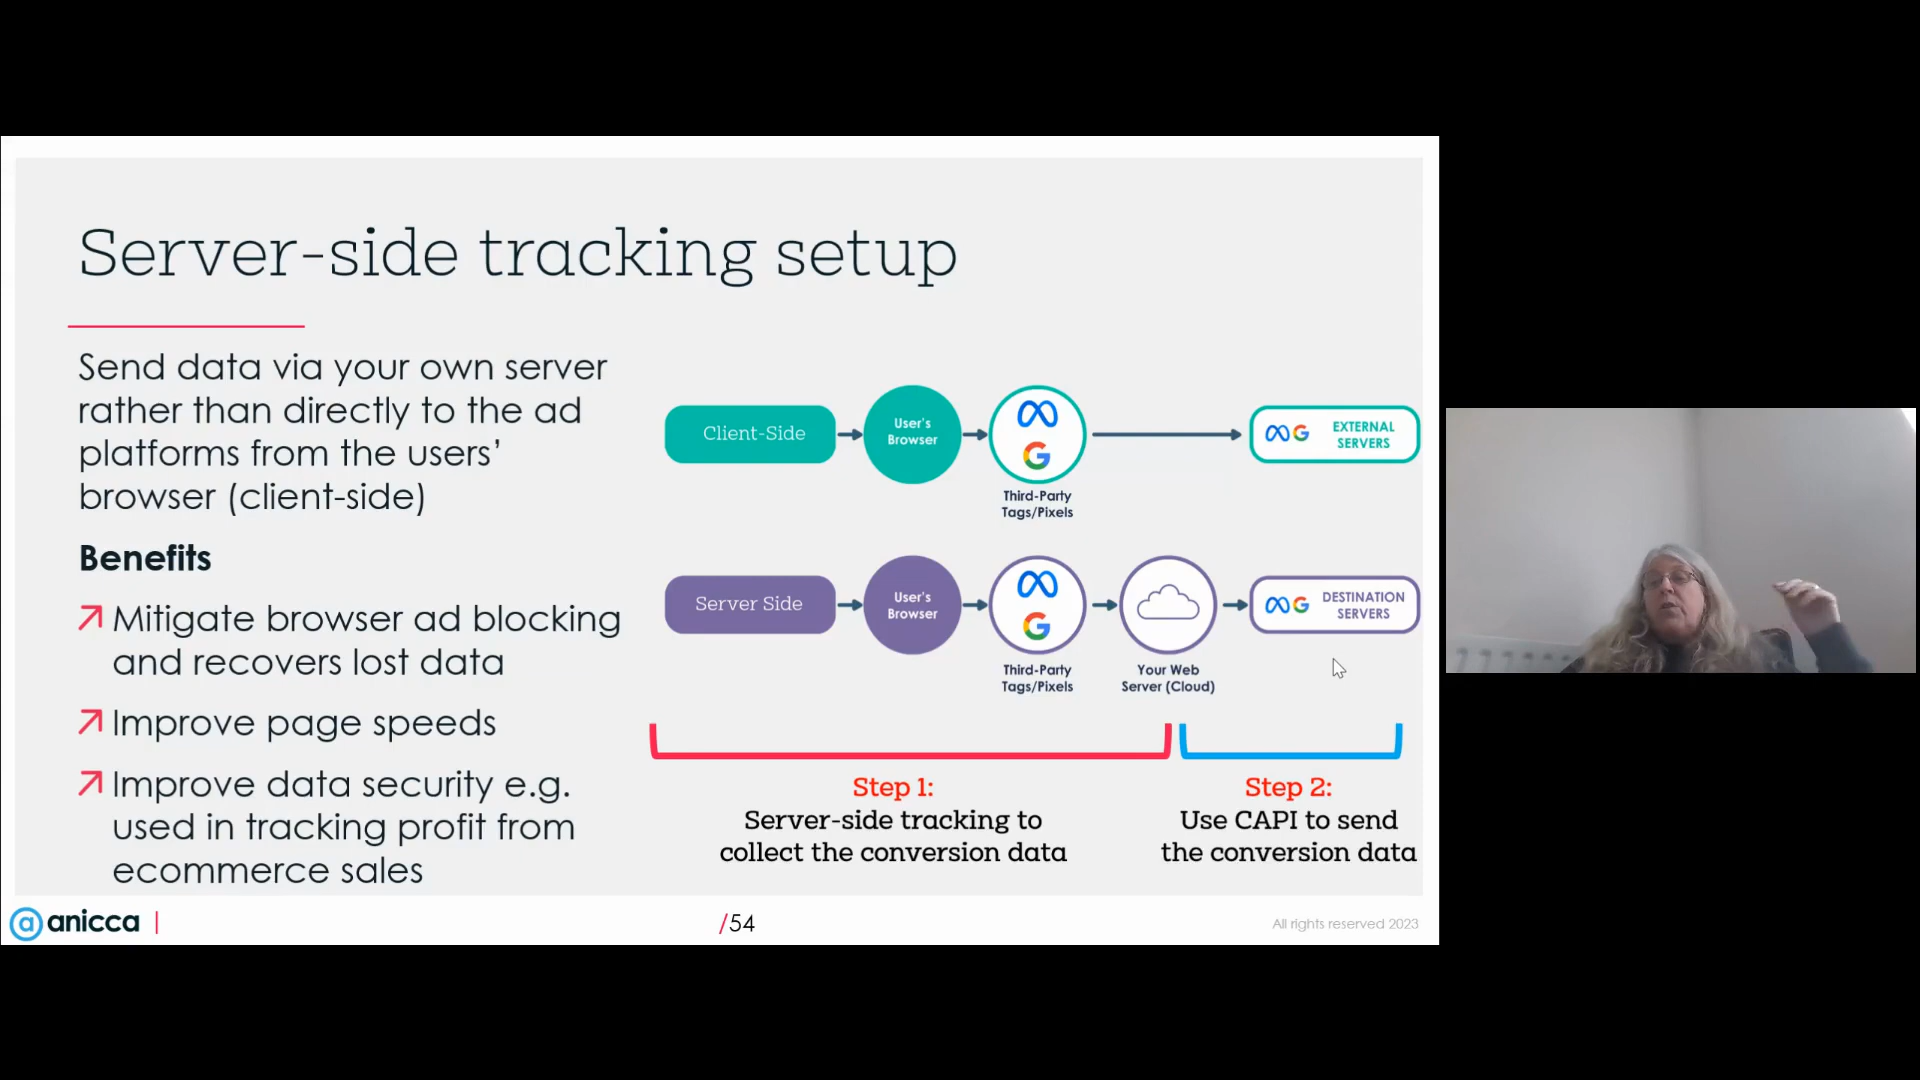 Server-side tracking setup
Send data via your own server
rather than directly to the ad
platforms from the users'
browser (client-side)
Benefits
Mitigate browser ad blocking
and recovers lost data
Improve page speeds
Improve data security e.g.
used in tracking profit from
ecommerce sales
Client-Side
User's
Browser
Third-Party
Tags/Pixels
EXTERNAL
SERVERS
Server Side
User's
Browser
Third-Party
Tags/Pixels
Your Web
Server (Cloud)
DESTINATION
SERVERS
Step 1:
Server-side tracking to
collect the conversion data
Step 2:
Use CAPI to send
the conversion data
anicca
/54
All rights reserved 2023